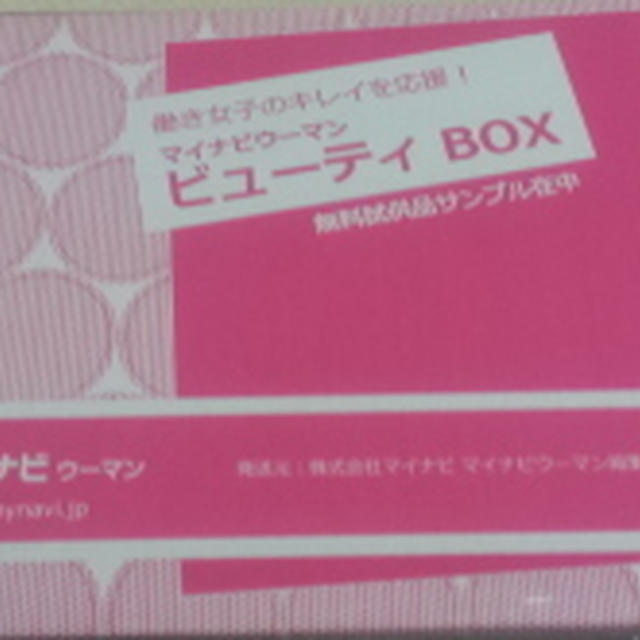 働き女子のキレイを応援！
マイナビウーマン
ビューティ BOX
無料試供品サンプル在中
ナビ ウーマン
発送元：株式会社マイナビ マイナビウーマン編集
ynavi.jp